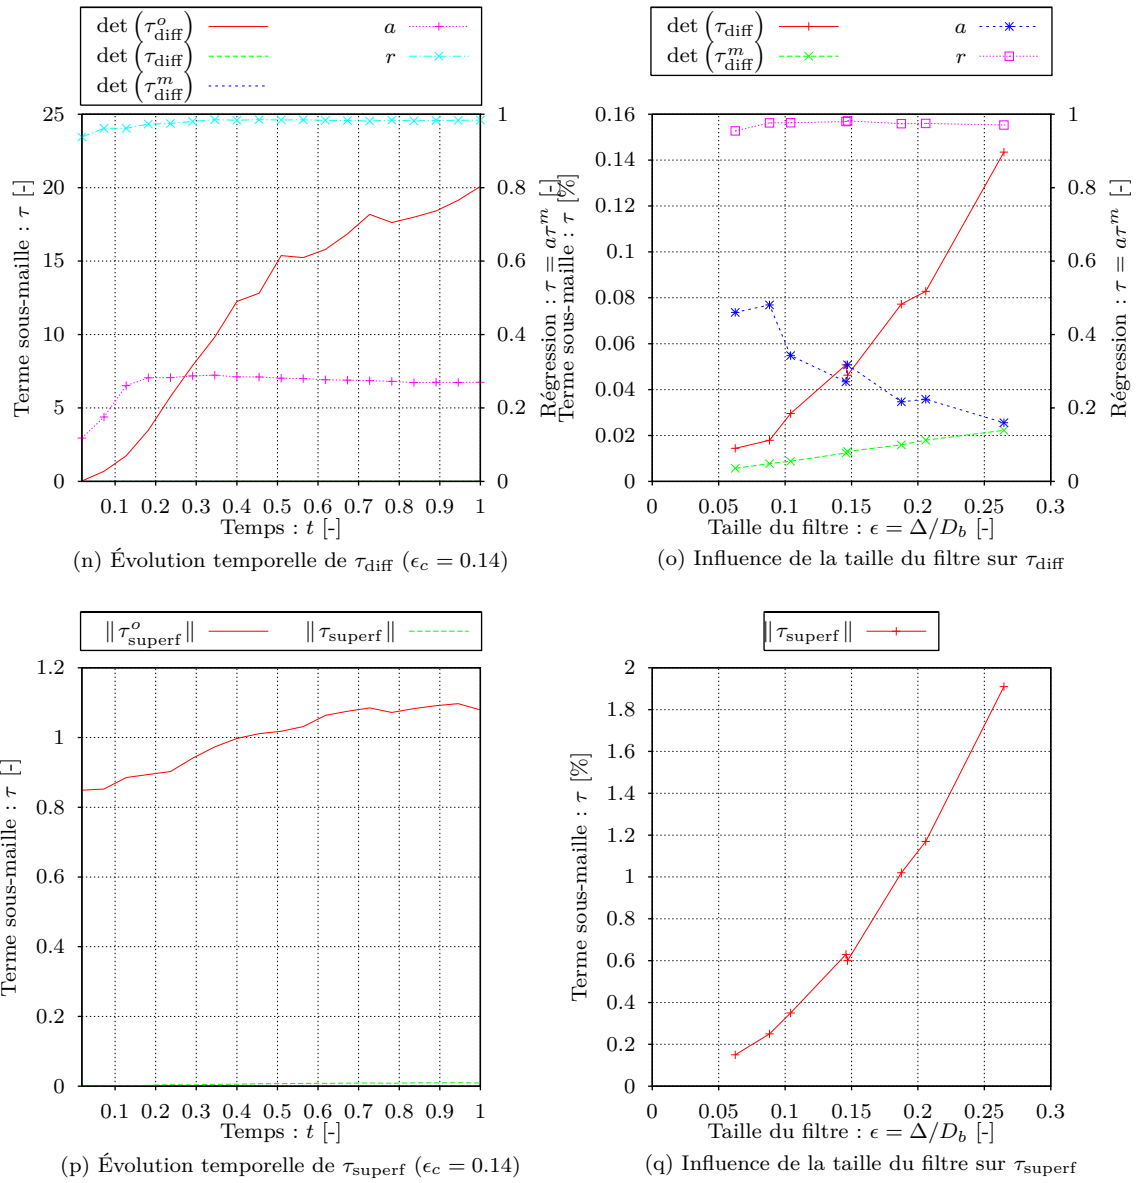 det (τ^o_diff) a
det (τ_diff) r
det (τ^m_diff)
25
20
15
10
5
0
1
0.8
0.6
0.4
0.2
0
Terme sous-maille : τ [-]
Régression : τ = aτ^m [-]
0.1 0.2 0.3 0.4 0.5 0.6 0.7 0.8 0.9 1
Temps : t [-]
(n) Évolution temporelle de τ_diff (ϵ_c = 0.14)
det (τ_diff) a
det (τ^m_diff) r
0.16
0.14
0.12
0.1
0.08
0.06
0.04
0.02
0
1
0.8
0.6
0.4
0.2
0
Terme sous-maille : τ [%]
Régression : τ = aτ^m [-]
0 0.05 0.1 0.15 0.2 0.25 0.3
Taille du filtre : ϵ = Δ/D_b [-]
(o) Influence de la taille du filtre sur τ_diff
‖τ^o_superf‖ ‖τ_superf‖
1.2
1
0.8
0.6
0.4
0.2
0
Terme sous-maille : τ [-]
0.1 0.2 0.3 0.4 0.5 0.6 0.7 0.8 0.9 1
Temps : t [-]
(p) Évolution temporelle de τ_superf (ϵ_c = 0.14)
‖τ_superf‖
2
1.8
1.6
1.4
1.2
1
0.8
0.6
0.4
0.2
0
Terme sous-maille : τ [%]
0 0.05 0.1 0.15 0.2 0.25 0.3
Taille du filtre : ϵ = Δ/D_b [-]
(q) Influence de la taille du filtre sur τ_superf